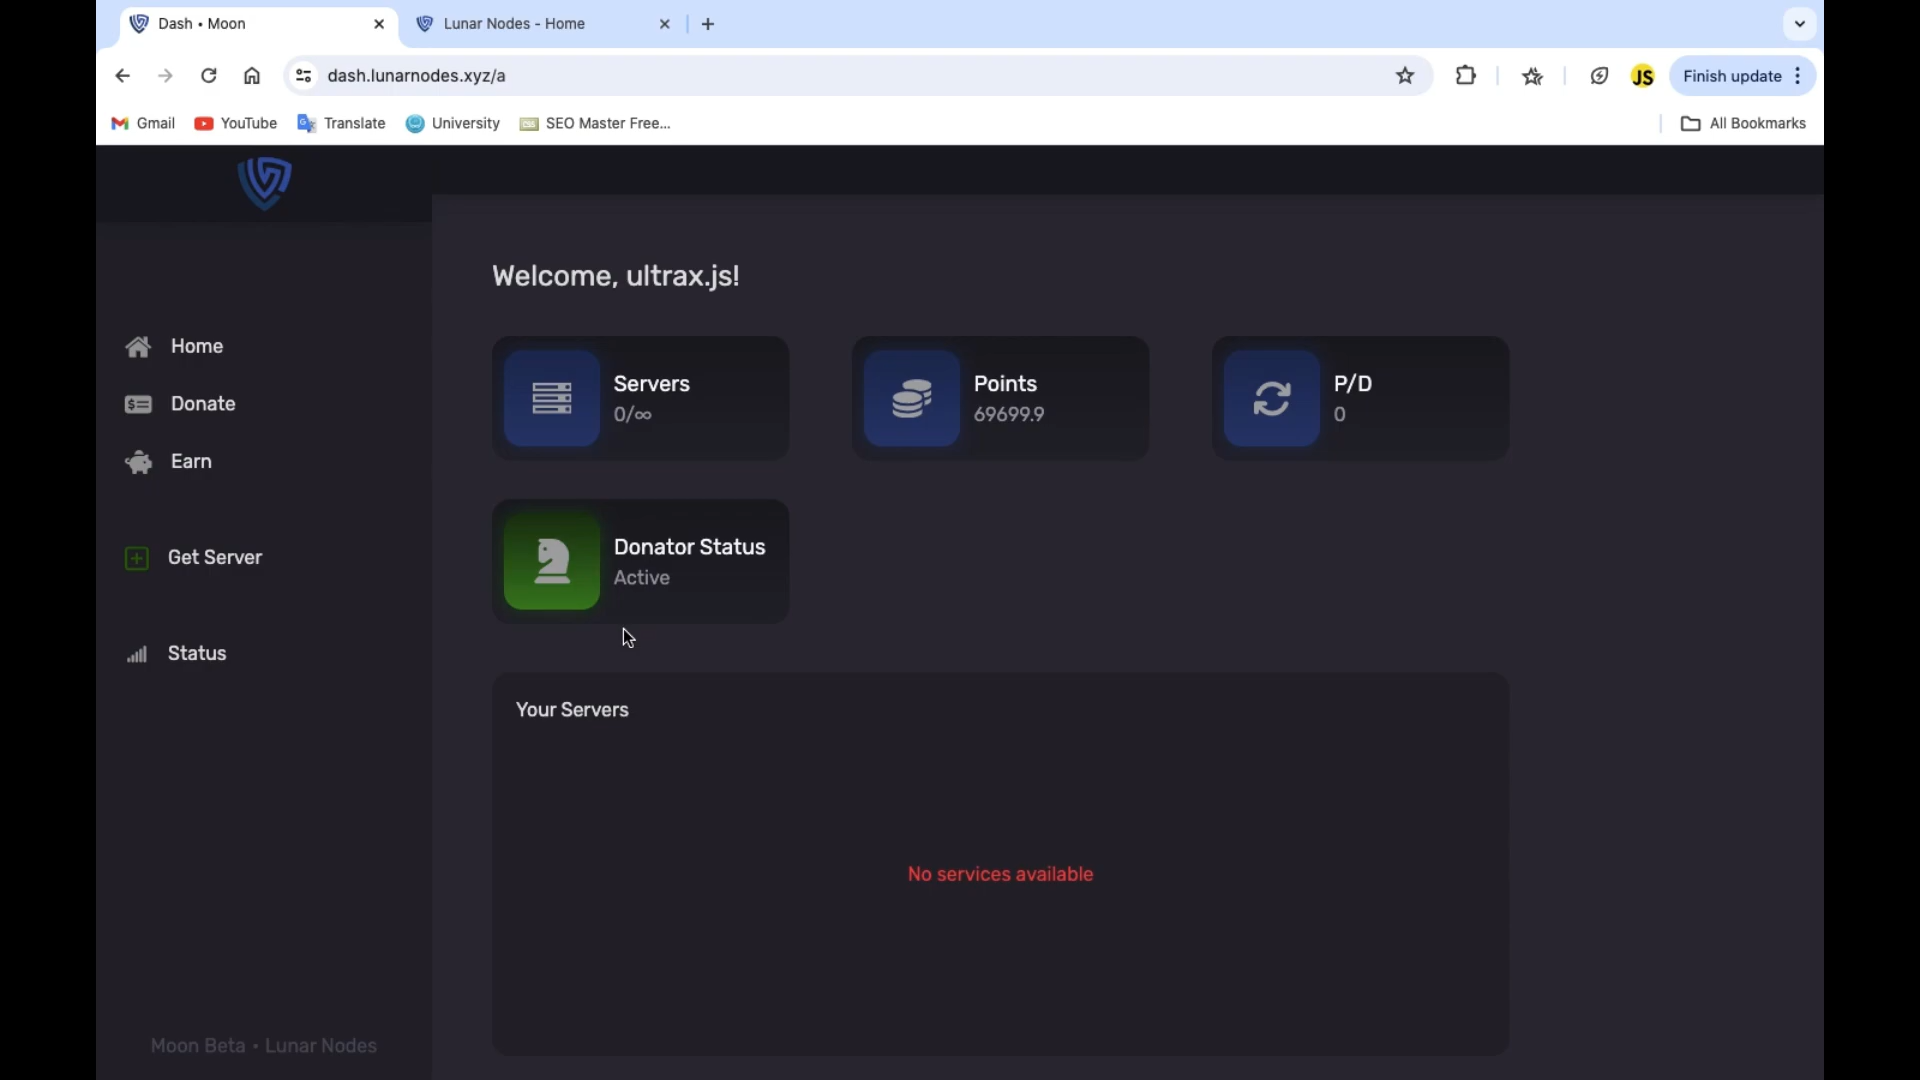 Dash • Moon
Lunar Nodes - Home
dash.lunarnodes.xyz/a
JS
Finish update
Gmail
YouTube
Translate
University
SEO Master Free...
All Bookmarks
Welcome, ultrax.js!
Home
Donate
Earn
Get Server
Status
Servers
0/∞
Points
69699.9
P/D
0
Donator Status
Active
Your Servers
No services available
Moon Beta • Lunar Nodes